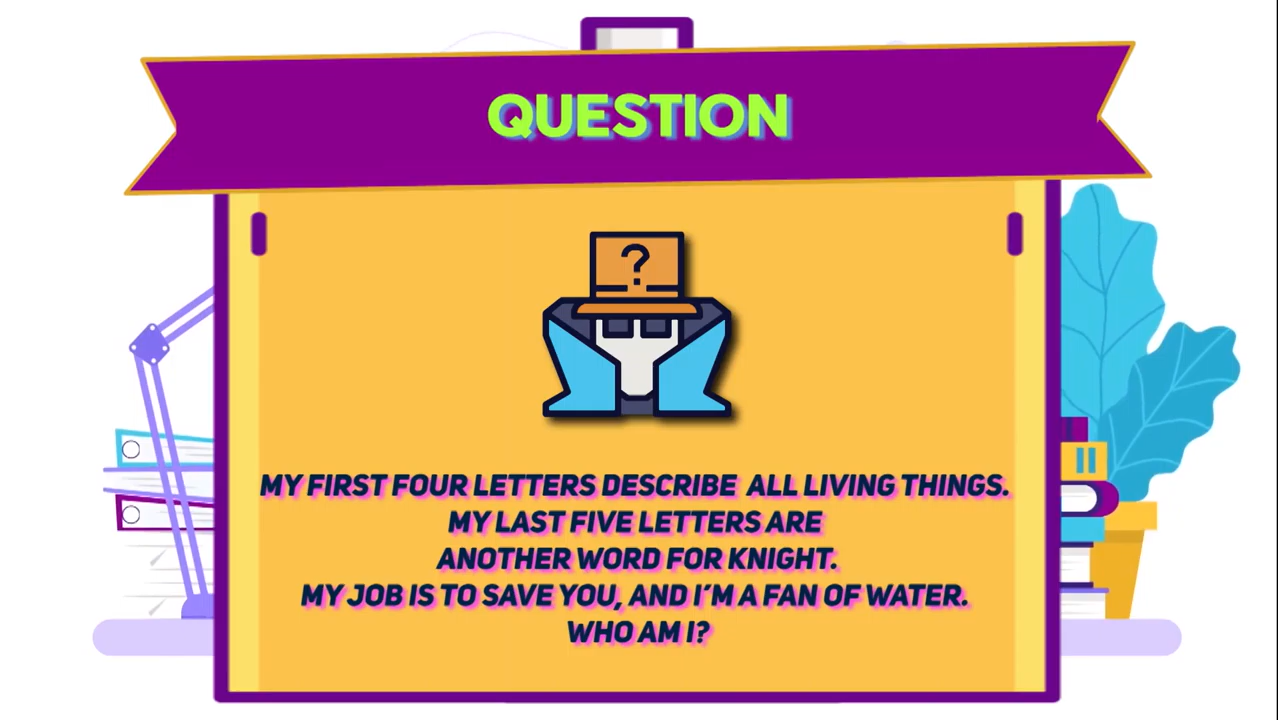 QUESTION
?
MY FIRST FOUR LETTERS DESCRIBE ALL LIVING THINGS.
MY LAST FIVE LETTERS ARE
ANOTHER WORD FOR KNIGHT.
MY JOB IS TO SAVE YOU, AND I'M A FAN OF WATER.
WHO AM I?